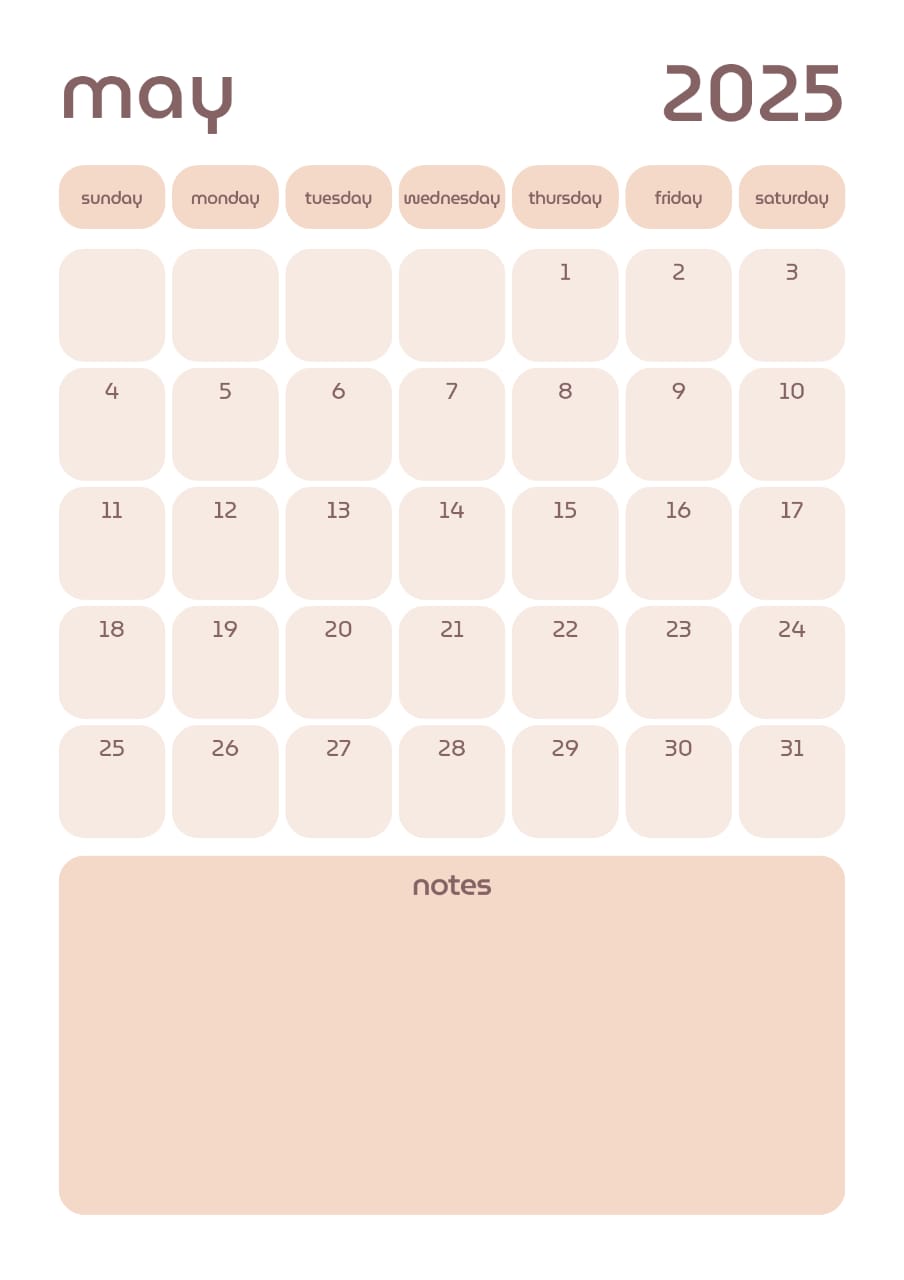 may 2025
sunday monday tuesday wednesday thursday friday saturday
1 2 3
4 5 6 7 8 9 10
11 12 13 14 15 16 17
18 19 20 21 22 23 24
25 26 27 28 29 30 31
notes